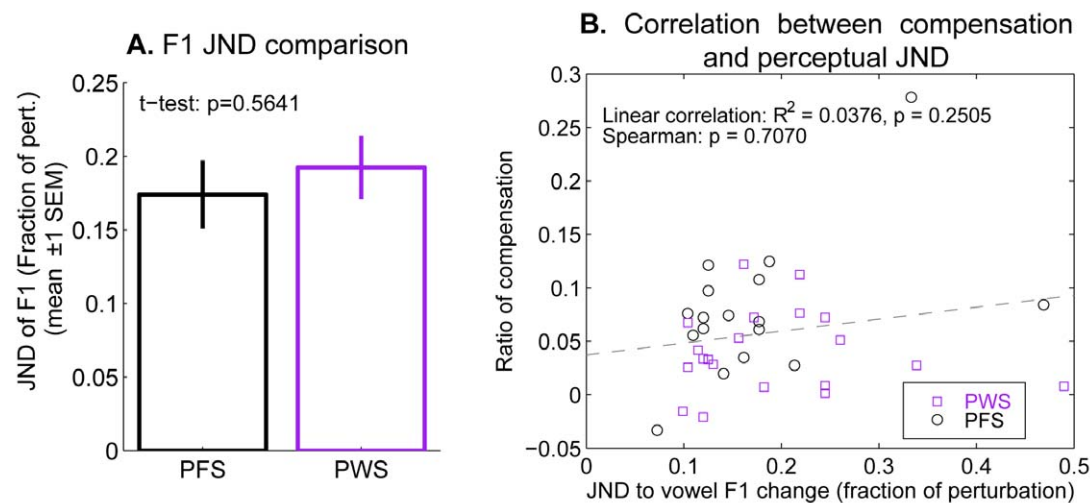 A. F1 JND comparison
JND of F1 (Fraction of pert.)
(mean ±1 SEM)
0.25
0.2
0.15
0.1
0.05
0
t−test: p=0.5641
PFS
PWS
B. Correlation between compensation
and perceptual JND
Ratio of compensation
0.3
0.25
0.2
0.15
0.1
0.05
0
−0.05
Linear correlation: R² = 0.0376, p = 0.2505
Spearman: p = 0.7070
PWS
PFS
0
0.1
0.2
0.3
0.4
0.5
JND to vowel F1 change (fraction of perturbation)